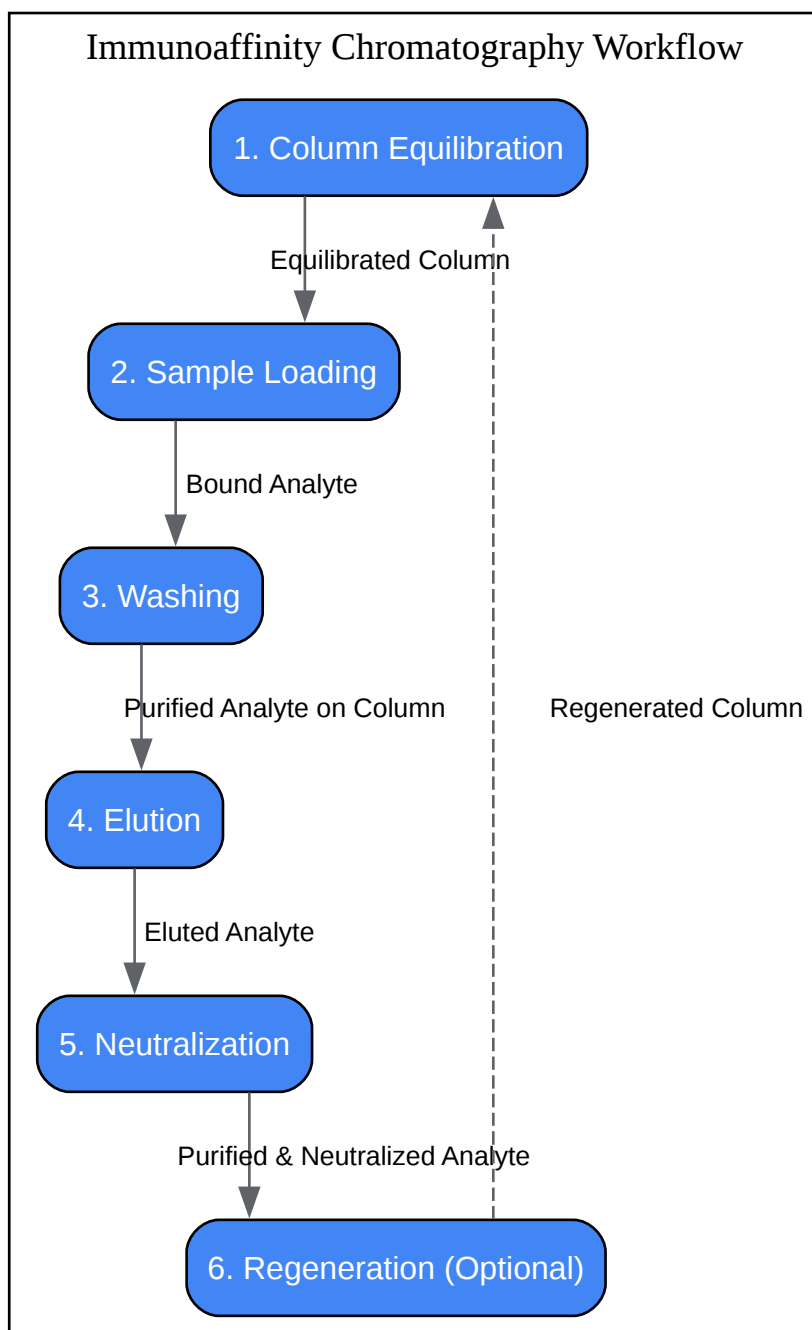 Immunoaffinity Chromatography Workflow
1. Column Equilibration
Equilibrated Column
2. Sample Loading
Bound Analyte
3. Washing
Purified Analyte on Column
Regenerated Column
4. Elution
Eluted Analyte
5. Neutralization
Purified & Neutralized Analyte
6. Regeneration (Optional)